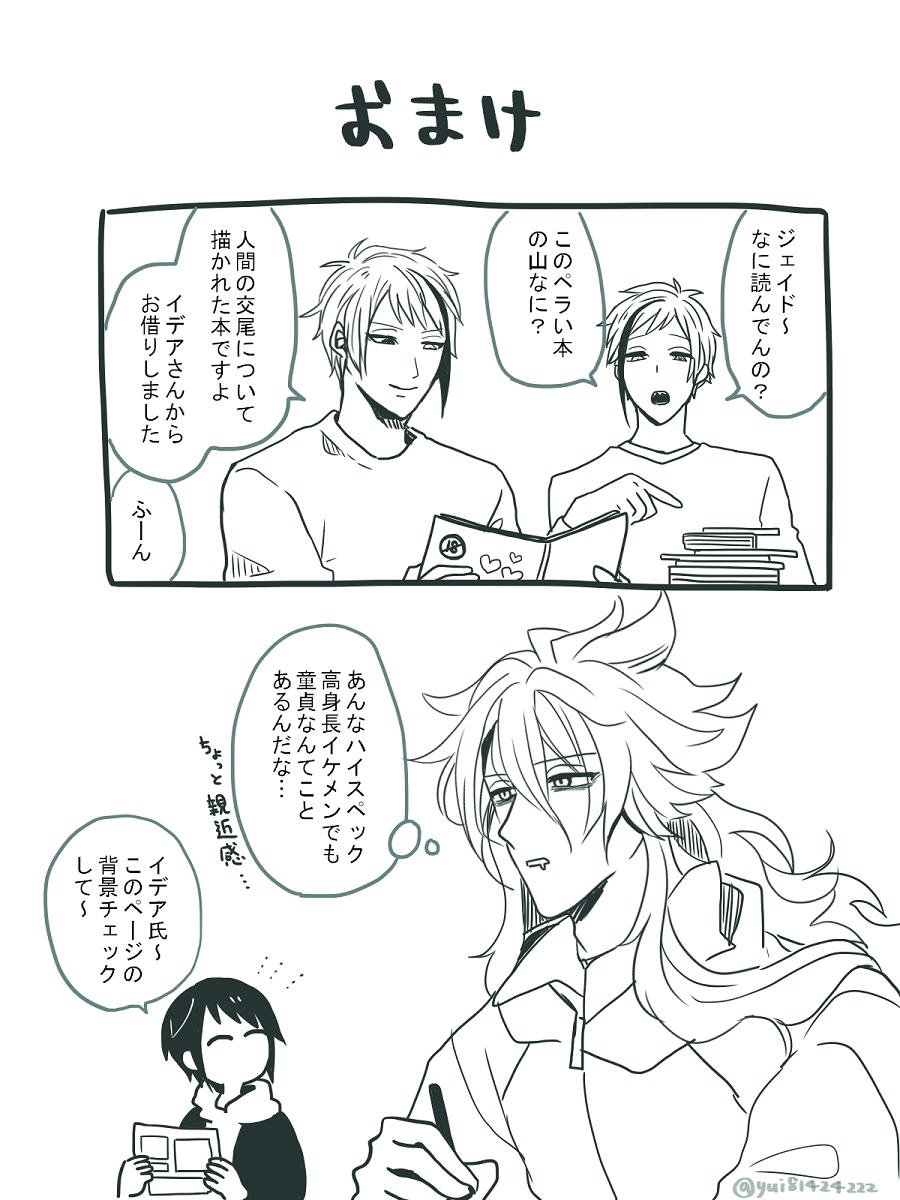 おまけ
ジェイド～
なに読んでんの？
このペラい本
の山なに？
人間の交尾について
描かれた本ですよ
イデアさんから
お借りしました
ふーん
18
あんなハイスペック
高身長イケメンでも
童貞なんてこと
あるんだな…
ちょっと親近感…
イデア氏～
このページの
背景チェック
して～
@yui81424222